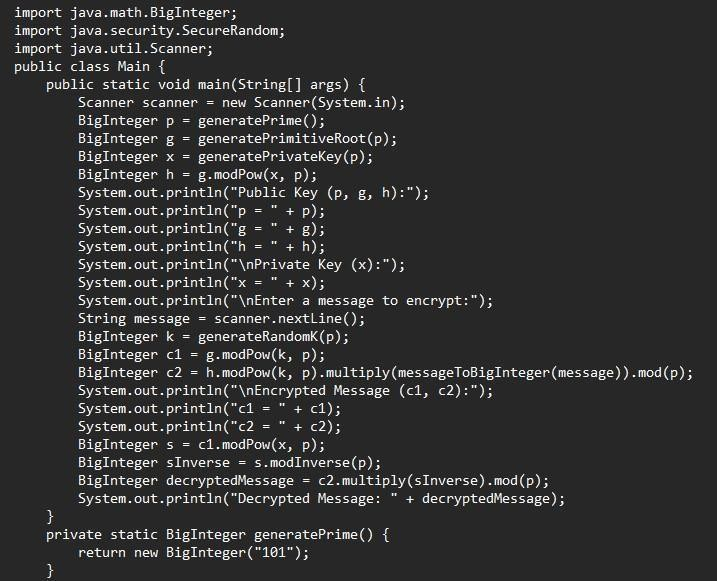 import java.math.BigInteger;
import java.security.SecureRandom;
import java.util.Scanner;
public class Main {
    public static void main(String[] args) {
        Scanner scanner = new Scanner(System.in);
        BigInteger p = generatePrime();
        BigInteger g = generatePrimitiveRoot(p);
        BigInteger x = generatePrivateKey(p);
        BigInteger h = g.modPow(x, p);
        System.out.println("Public Key (p, g, h):");
        System.out.println("p = " + p);
        System.out.println("g = " + g);
        System.out.println("h = " + h);
        System.out.println("\nPrivate Key (x):");
        System.out.println("x = " + x);
        System.out.println("\nEnter a message to encrypt:");
        String message = scanner.nextLine();
        BigInteger k = generateRandomK(p);
        BigInteger c1 = g.modPow(k, p);
        BigInteger c2 = h.modPow(k, p).multiply(messageToBigInteger(message)).mod(p);
        System.out.println("\nEncrypted Message (c1, c2):");
        System.out.println("c1 = " + c1);
        System.out.println("c2 = " + c2);
        BigInteger s = c1.modPow(x, p);
        BigInteger sInverse = s.modInverse(p);
        BigInteger decryptedMessage = c2.multiply(sInverse).mod(p);
        System.out.println("Decrypted Message: " + decryptedMessage);
    }
    private static BigInteger generatePrime() {
        return new BigInteger("101");
    }